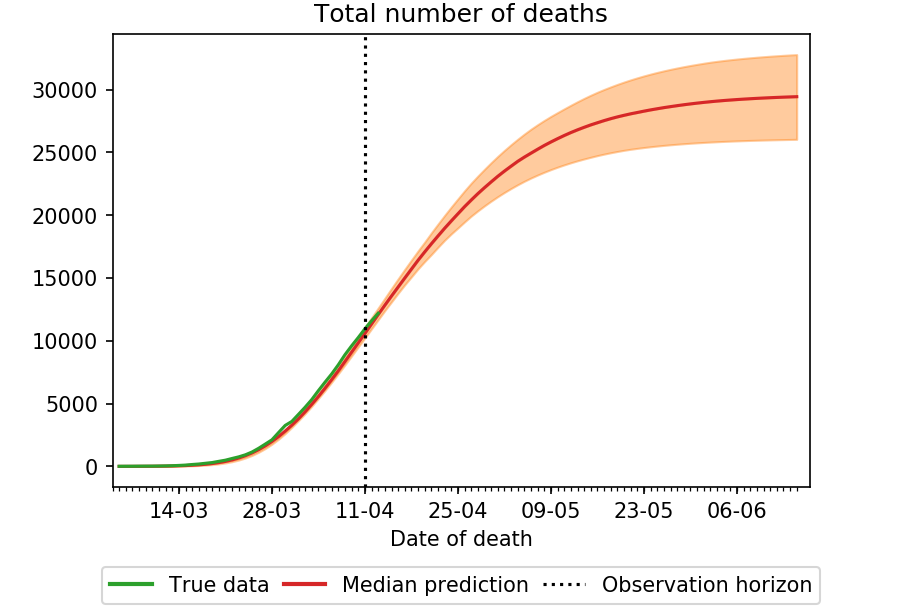 Total number of deaths
30000
25000
20000
15000
10000
5000
0
14-03 28-03 11-04 25-04 09-05 23-05 06-06
Date of death
True data Median prediction Observation horizon